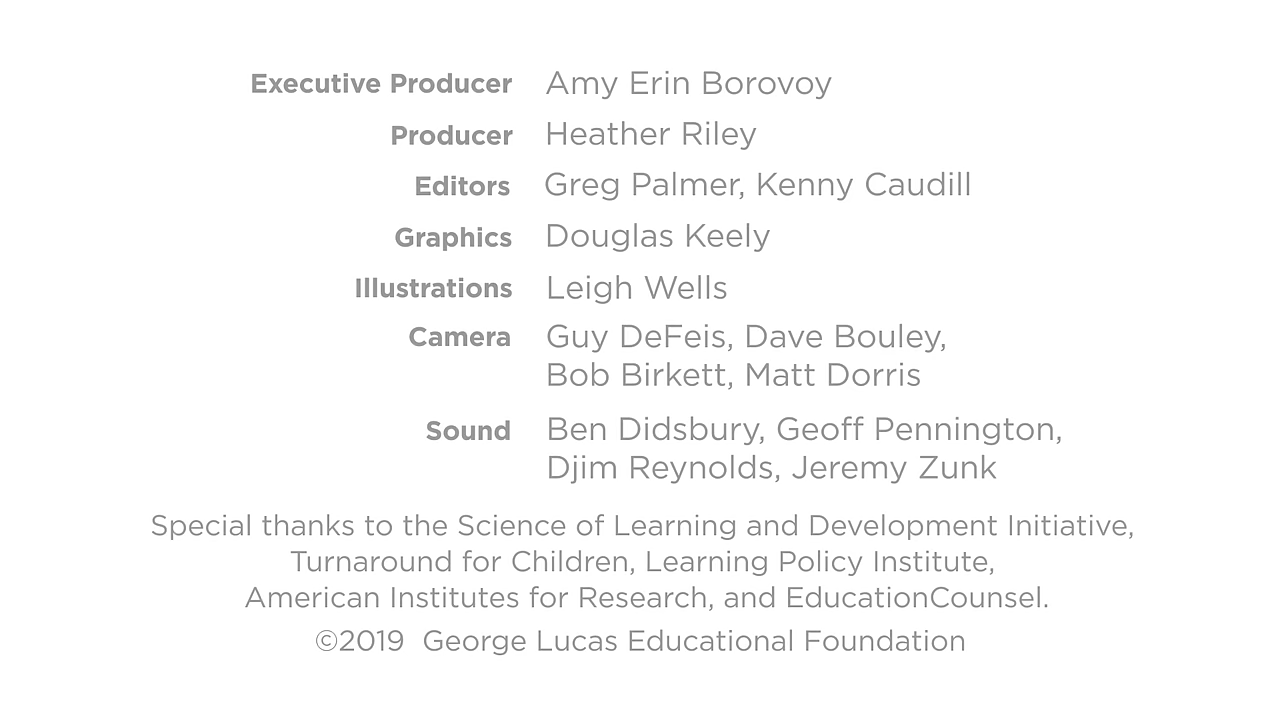 Executive Producer Amy Erin Borovoy
Producer Heather Riley
Editors Greg Palmer, Kenny Caudill
Graphics Douglas Keely
Illustrations Leigh Wells
Camera Guy DeFeis, Dave Bouley,
Bob Birkett, Matt Dorris
Sound Ben Didsbury, Geoff Pennington,
Djim Reynolds, Jeremy Zunk
Special thanks to the Science of Learning and Development Initiative,
Turnaround for Children, Learning Policy Institute,
American Institutes for Research, and EducationCounsel.
©2019 George Lucas Educational Foundation